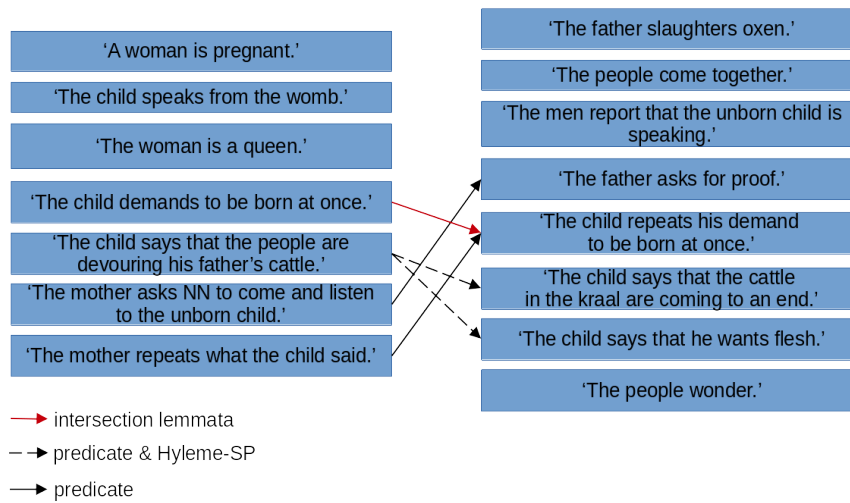 ‘A woman is pregnant.’
‘The child speaks from the womb.’
‘The woman is a queen.’
‘The child demands to be born at once.’
‘The child says that the people are
devouring his father’s cattle.’
‘The mother asks NN to come and listen
to the unborn child.’
‘The mother repeats what the child said.’
‘The father slaughters oxen.’
‘The people come together.’
‘The men report that the unborn child is
speaking.’
‘The father asks for proof.’
‘The child repeats his demand
to be born at once.’
‘The child says that the cattle
in the kraal are coming to an end.’
‘The child says that he wants flesh.’
‘The people wonder.’
intersection lemmata
predicate & Hyleme-SP
predicate